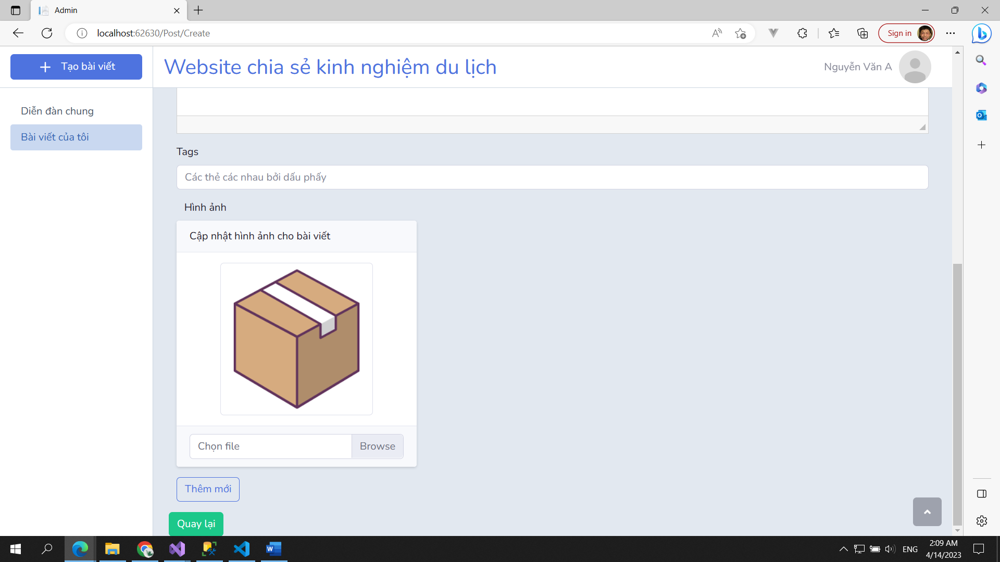 Admin
localhost:62630/Post/Create
Sign in
Tạo bài viết
Website chia sẻ kinh nghiệm du lịch
Nguyễn Văn A
Diễn đàn chung
Bài viết của tôi
Tags
Các thẻ các nhau bởi dấu phẩy
Hình ảnh
Cập nhật hình ảnh cho bài viết
Chọn file
Browse
Thêm mới
Quay lại
ENG
2:09 AM
4/14/2023